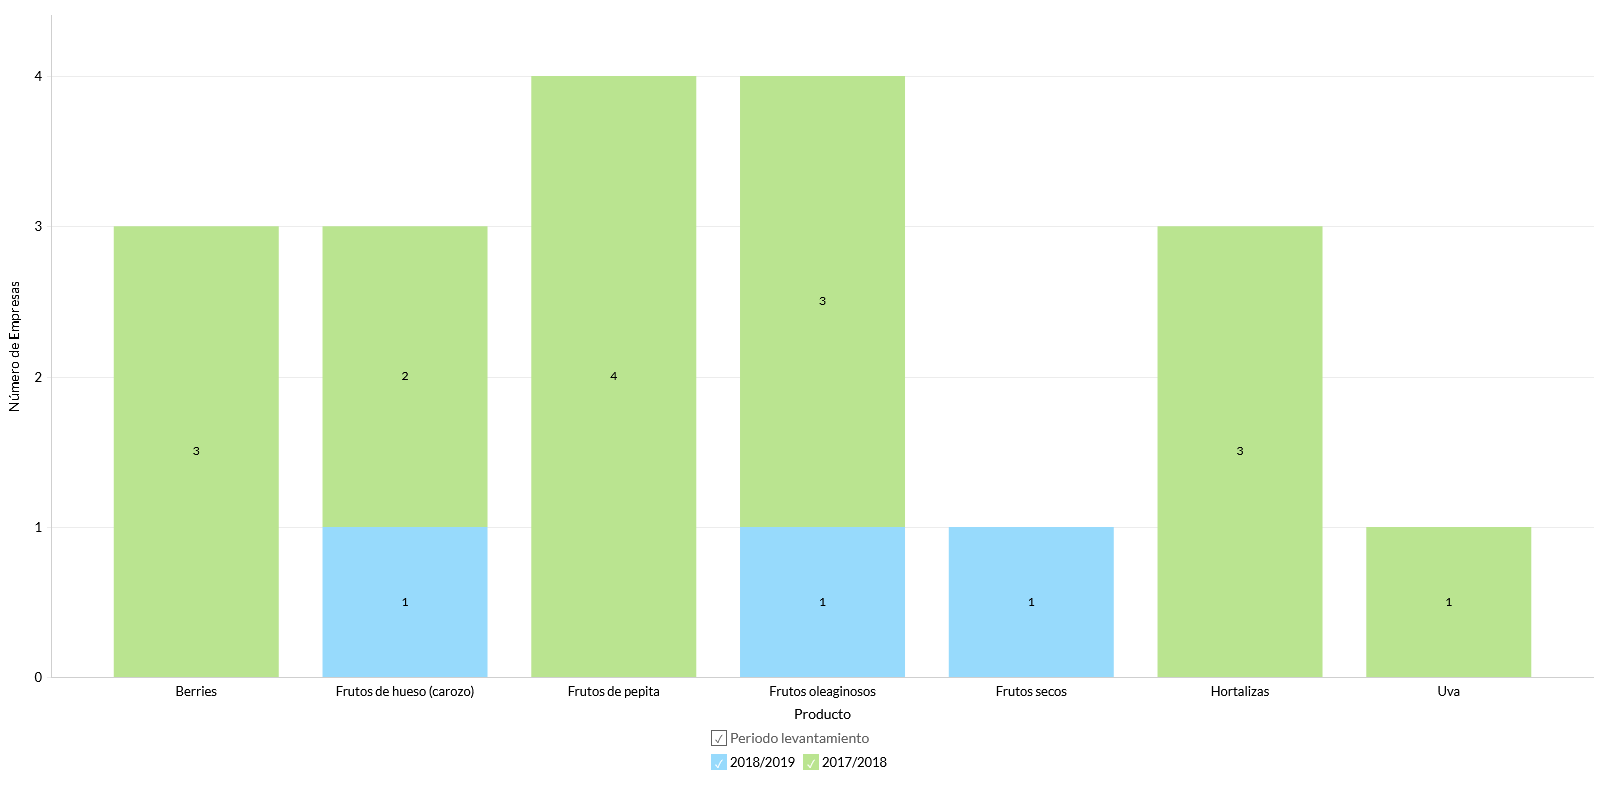 Número de Empresas
4
3
2
1
0
3
2
1
4
3
1
1
3
1
Berries
Frutos de hueso (carozo)
Frutos de pepita
Frutos oleaginosos
Frutos secos
Hortalizas
Uva
Producto
Periodo levantamiento
2018/2019 2017/2018